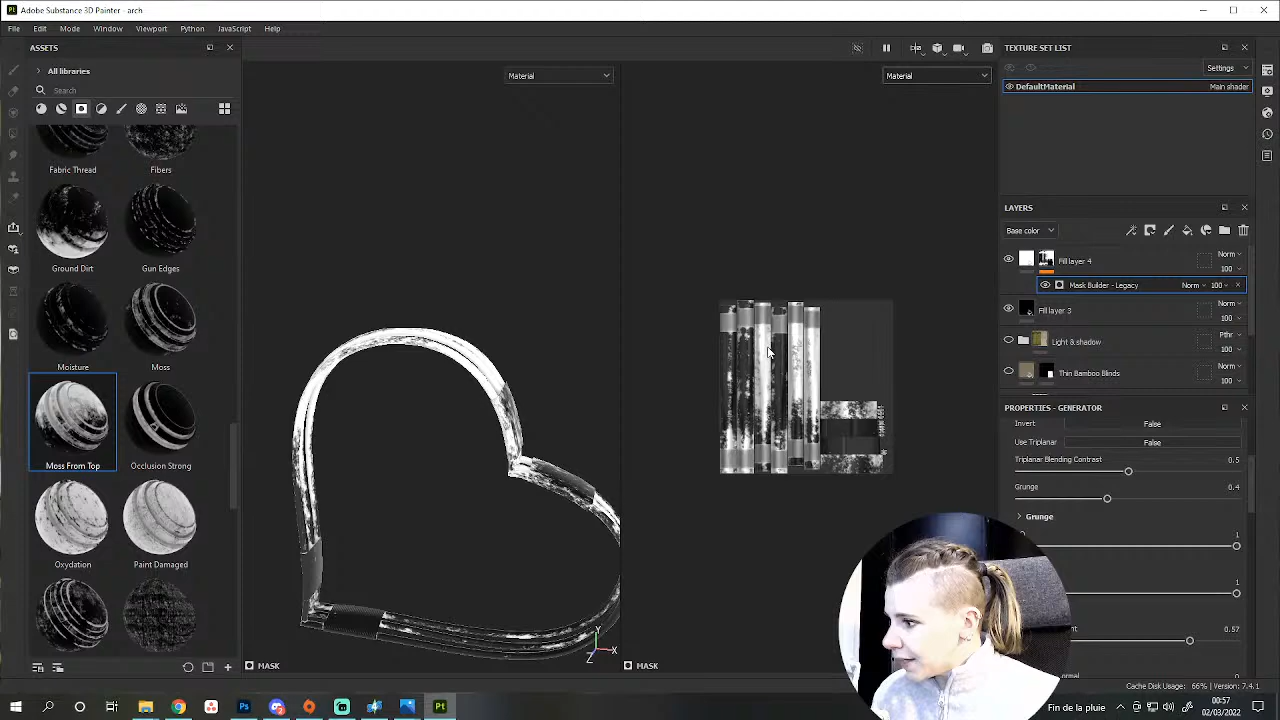 Adobe Substance 3D Painter - arch
File Edit Mode Window Viewport Python JavaScript Help
ASSETS
All libraries
Search
Fabric Thread
Fibers
Ground Dirt
Gun Edges
Moisture
Moss
Moss From Top
Occlusion Strong
Oxydation
Paint Damaged
Material
Material
Y
X
Z
MASK
MASK
TEXTURE SET LIST
Settings
DefaultMaterial
Main shader
LAYERS
Base color
Fill layer 4
Norm
100
Mask Builder - Legacy
Norm
100
Fill layer 3
Norm
100
Light & shadow
Pthr
100
Thin Bamboo Blinds
Norm
100
PROPERTIES - GENERATOR
Invert
False
Use Triplanar
False
Triplanar Blending Contrast
0.5
Grunge
0.4
Grunge
1
1
0.57
Cache Disk Usage: 66% | Version: 7.4.1
Fin de la pluie
00:57
02/03/2022